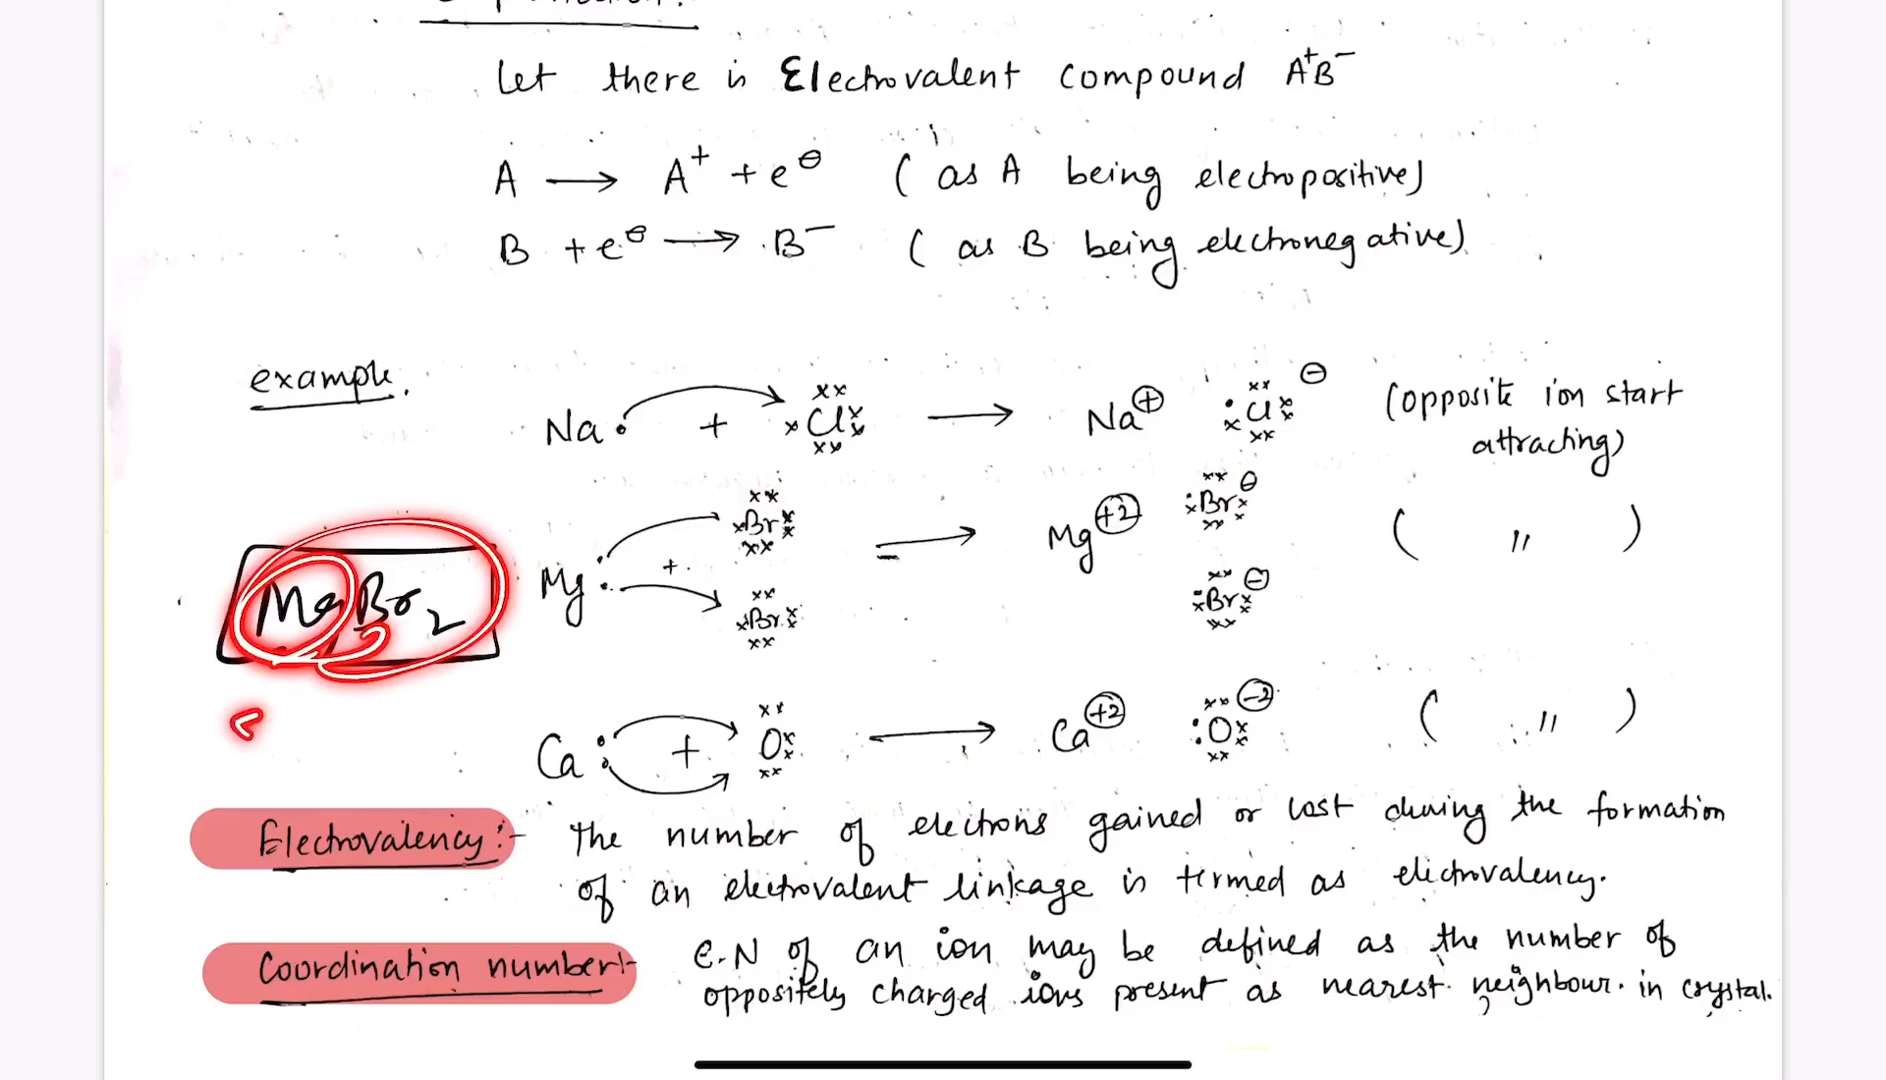 Let there is Electrovalent compound A⁺B⁻
A ⟶ A⁺ + e⊖ ( as A being electropositive)
B + e⊖ ⟶ B⁻ ( as B being electronegative)
example.
Na + Cl ⟶ Na⊕ Cl ⊖ (opposite ion start attracting)
Mg + Br Br ⟶ Mg +2 Br ⊖ Br ⊖ ( " )
MgBr₂
Ca + O ⟶ Ca +2 O -2 ( " )
Electrovalency:- The number of electrons gained or lost during the formation
of an electrovalent linkage is termed as electrovalency.
Coordination number:- C.N of an ion may be defined as the number of
oppositely charged ions present as nearest neighbour in crystal.